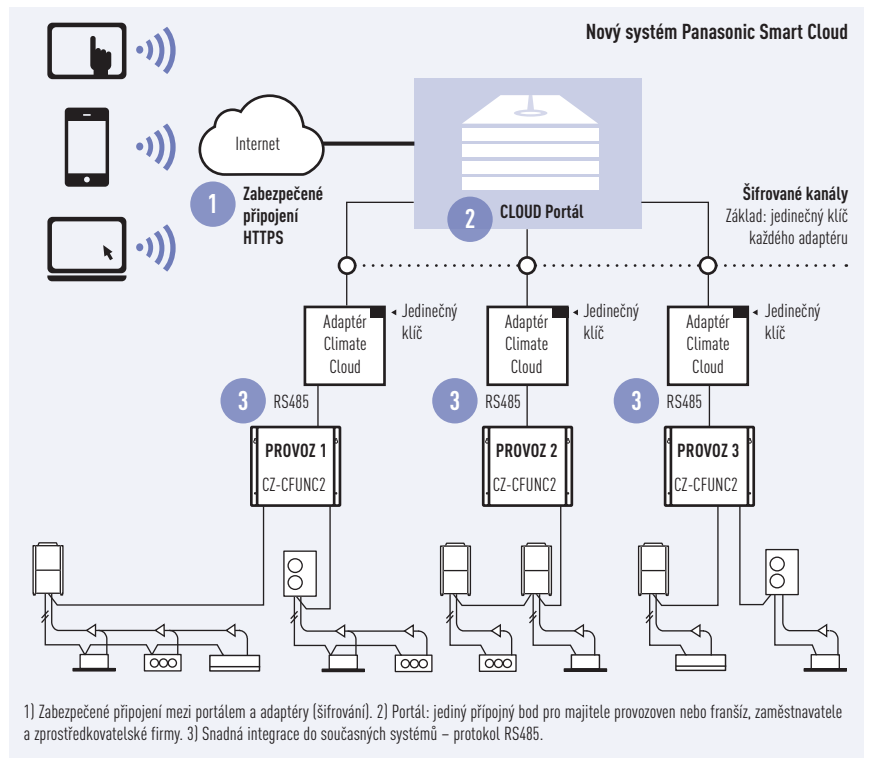 Nový systém Panasonic Smart Cloud
Internet
1
Zabezpečené
připojení
HTTPS
2
CLOUD Portál
Šifrované kanály
Základ: jedinečný klíč
každého adaptéru
Adaptér
Climate
Cloud
Jedinečný
klíč
Adaptér
Climate
Cloud
Jedinečný
klíč
Adaptér
Climate
Cloud
Jedinečný
klíč
3
RS485
3
RS485
3
RS485
PROVOZ 1
CZ-CFUNC2
PROVOZ 2
CZ-CFUNC2
PROVOZ 3
CZ-CFUNC2
1) Zabezpečené připojení mezi portálem a adaptéry (šifrování). 2) Portál: jediný přípojný bod pro majitele provozoven nebo franšíz, zaměstnavatele
a zprostředkovatelské firmy. 3) Snadná integrace do současných systémů – protokol RS485.